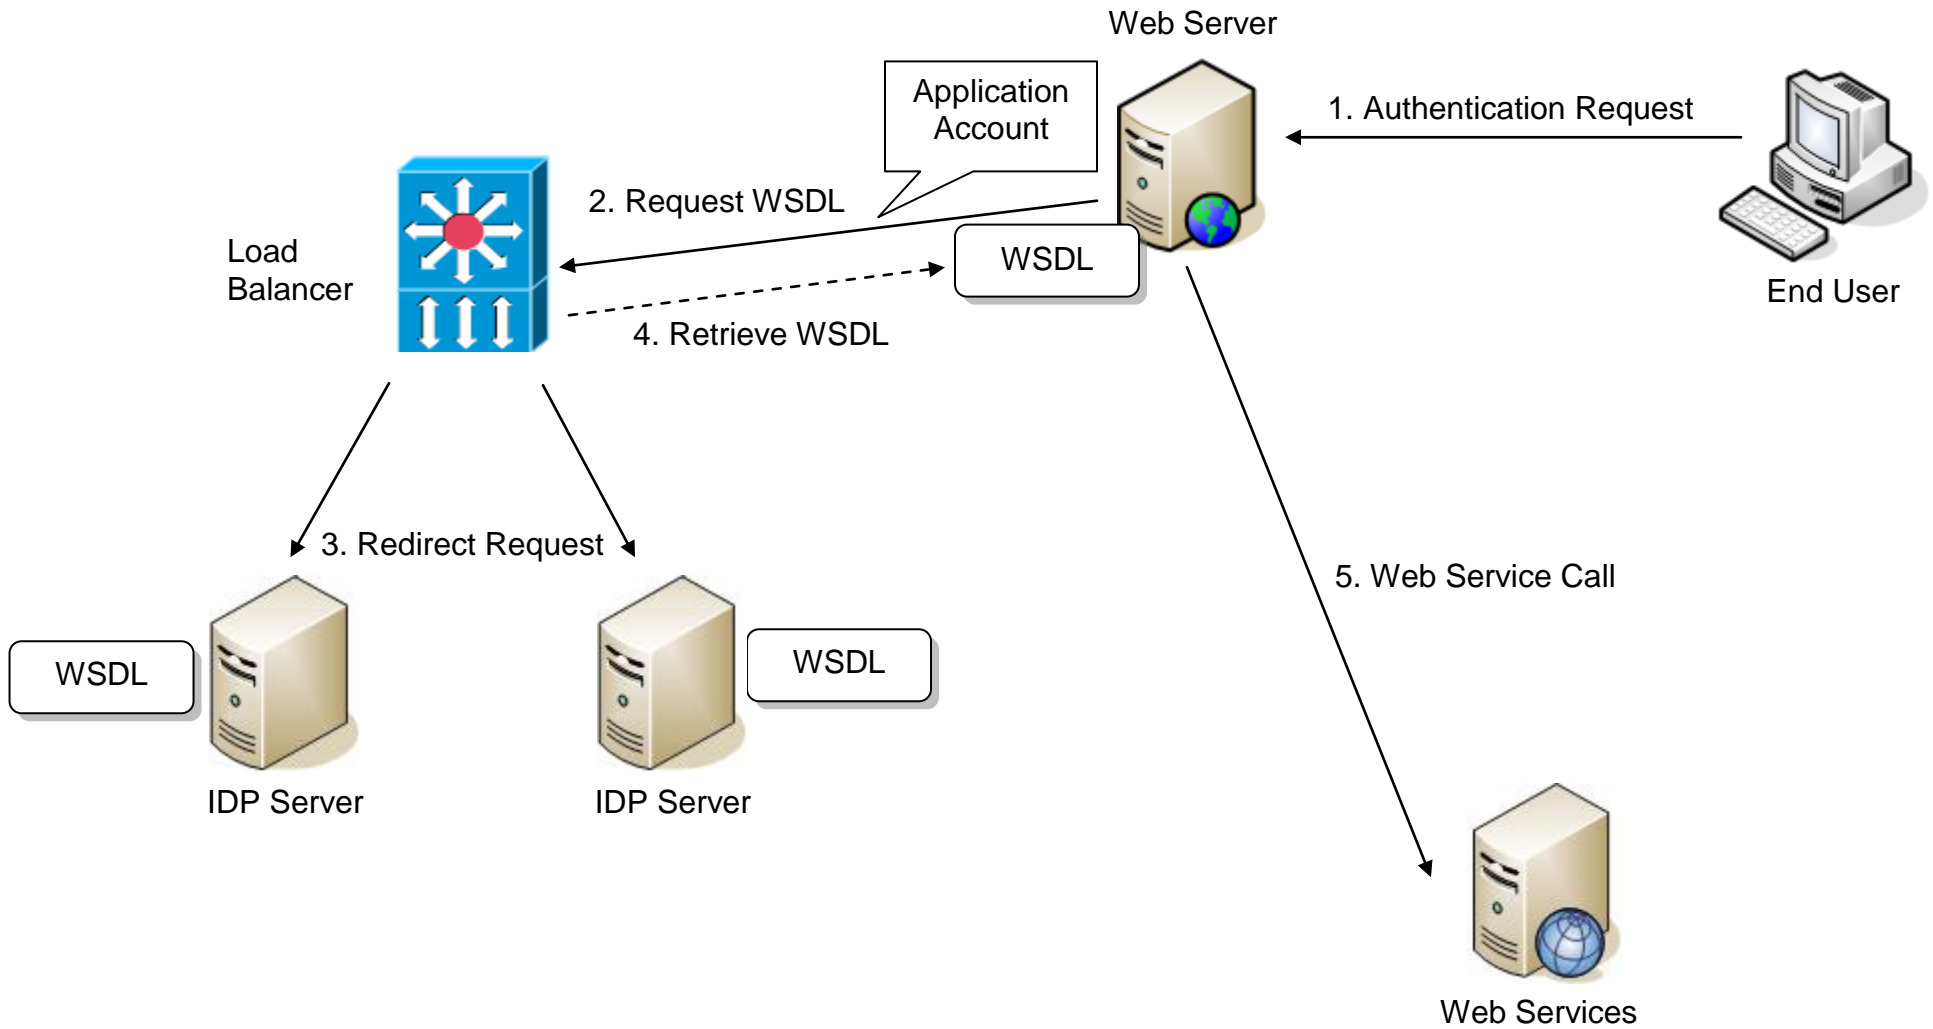 Web Server
Application
Account
1. Authentication Request
2. Request WSDL
Load
Balancer
WSDL
End User
4. Retrieve WSDL
3. Redirect Request
5. Web Service Call
WSDL
WSDL
IDP Server
IDP Server
Web Services